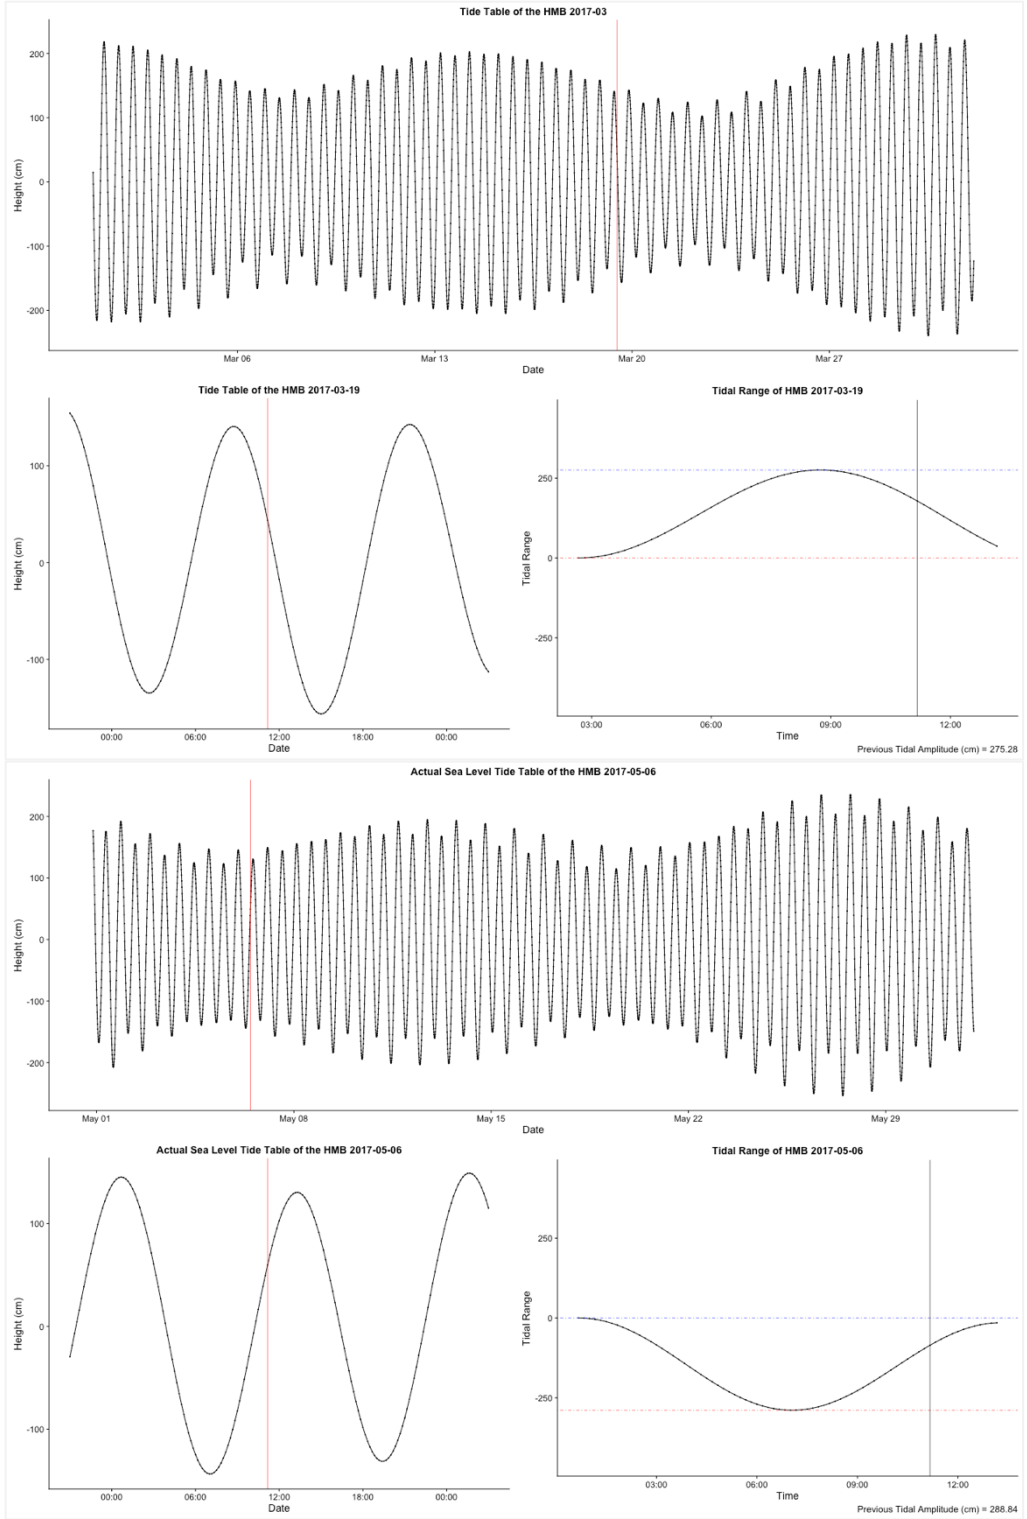 Tide Table of the HMB 2017-03
Height (cm)
200
100
0
-100
-200
Mar 06
Mar 13
Mar 20
Mar 27
Date
Tide Table of the HMB 2017-03-19
Height (cm)
100
0
-100
00:00
06:00
12:00
18:00
00:00
Date
Tidal Range of HMB 2017-03-19
Tidal Range
250
0
-250
03:00
06:00
09:00
12:00
Time
Previous Tidal Amplitude (cm) = 275.28
Actual Sea Level Tide Table of the HMB 2017-05-06
Height (cm)
200
100
0
-100
-200
May 01
May 08
May 15
May 22
May 29
Date
Actual Sea Level Tide Table of the HMB 2017-05-06
Height (cm)
100
0
-100
00:00
06:00
12:00
18:00
00:00
Date
Tidal Range of HMB 2017-05-06
Tidal Range
250
0
-250
03:00
06:00
09:00
12:00
Time
Previous Tidal Amplitude (cm) = 288.84